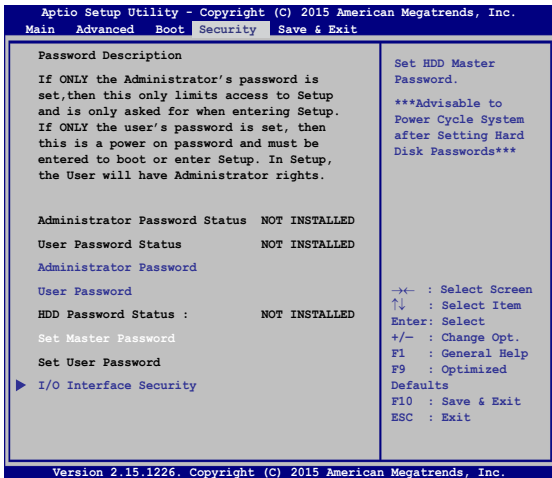 Aptio Setup Utility - Copyright (C) 2015 American Megatrends, Inc.
Main Advanced Boot Security Save & Exit
Password Description
If ONLY the Administrator's password is
set,then this only limits access to Setup
and is only asked for when entering Setup.
If ONLY the user's password is set, then
this is a power on password and must be
entered to boot or enter Setup. In Setup,
the User will have Administrator rights.
Administrator Password Status NOT INSTALLED
User Password Status NOT INSTALLED
Administrator Password
User Password
HDD Password Status : NOT INSTALLED
Set Master Password
Set User Password
I/O Interface Security
Set HDD Master
Password.
***Advisable to
Power Cycle System
after Setting Hard
Disk Passwords***
→← : Select Screen
↑↓ : Select Item
Enter: Select
+/− : Change Opt.
F1 : General Help
F9 : Optimized
Defaults
F10 : Save & Exit
ESC : Exit
Version 2.15.1226. Copyright (C) 2015 American Megatrends, Inc.